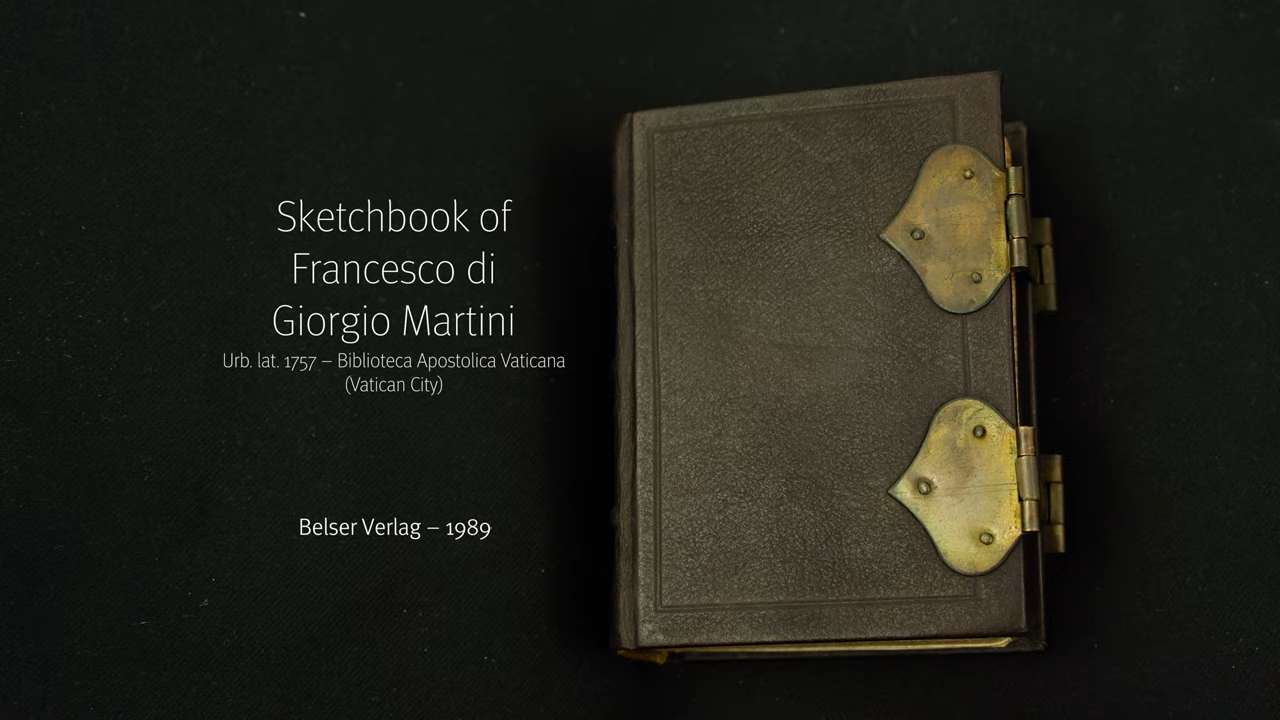 Sketchbook of
Francesco di
Giorgio Martini
Urb. lat. 1757 – Biblioteca Apostolica Vaticana
(Vatican City)
Belser Verlag – 1989